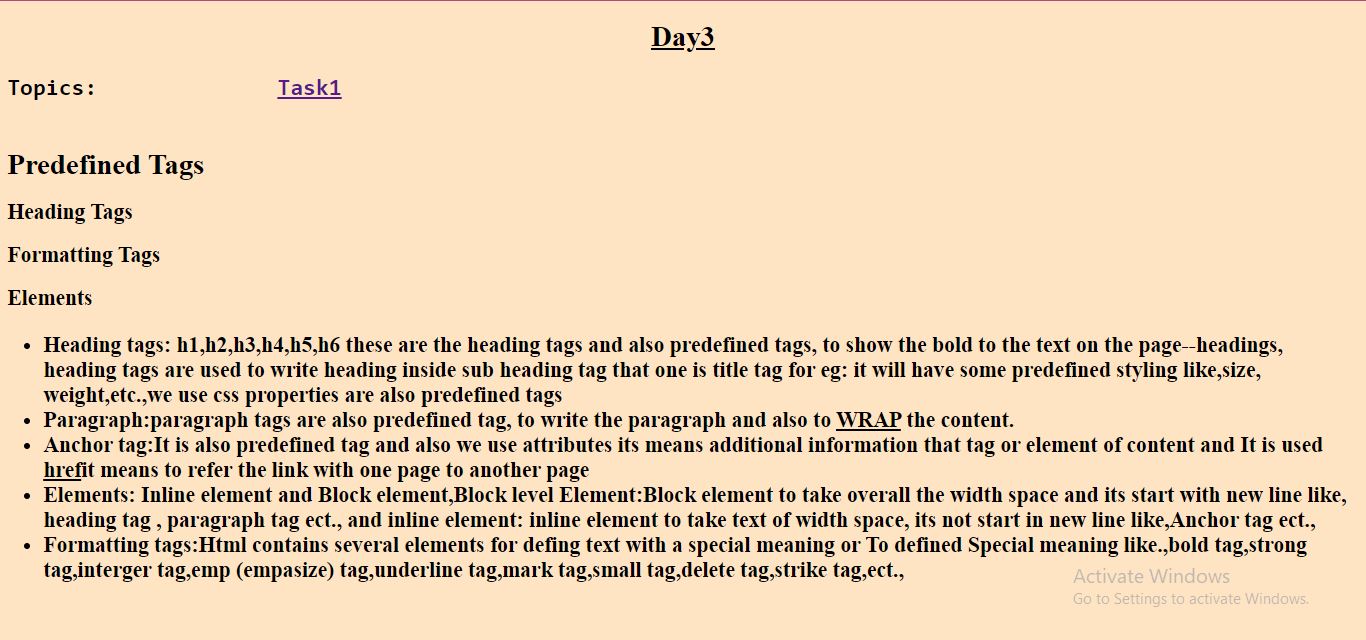 Day3
Topics: Task1
Predefined Tags
Heading Tags
Formatting Tags
Elements
• Heading tags: h1,h2,h3,h4,h5,h6 these are the heading tags and also predefined tags, to show the bold to the text on the page--headings,
heading tags are used to write heading inside sub heading tag that one is title tag for eg: it will have some predefined styling like,size,
weight,etc.,we use css properties are also predefined tags
• Paragraph:paragraph tags are also predefined tag, to write the paragraph and also to WRAP the content.
• Anchor tag:It is also predefined tag and also we use attributes its means additional information that tag or element of content and It is used
hrefit means to refer the link with one page to another page
• Elements: Inline element and Block element,Block level Element:Block element to take overall the width space and its start with new line like,
heading tag , paragraph tag ect., and inline element: inline element to take text of width space, its not start in new line like,Anchor tag ect.,
• Formatting tags:Html contains several elements for defing text with a special meaning or To defined Special meaning like.,bold tag,strong
tag,interger tag,emp (empasize) tag,underline tag,mark tag,small tag,delete tag,strike tag,ect.,
Activate Windows
Go to Settings to activate Windows.